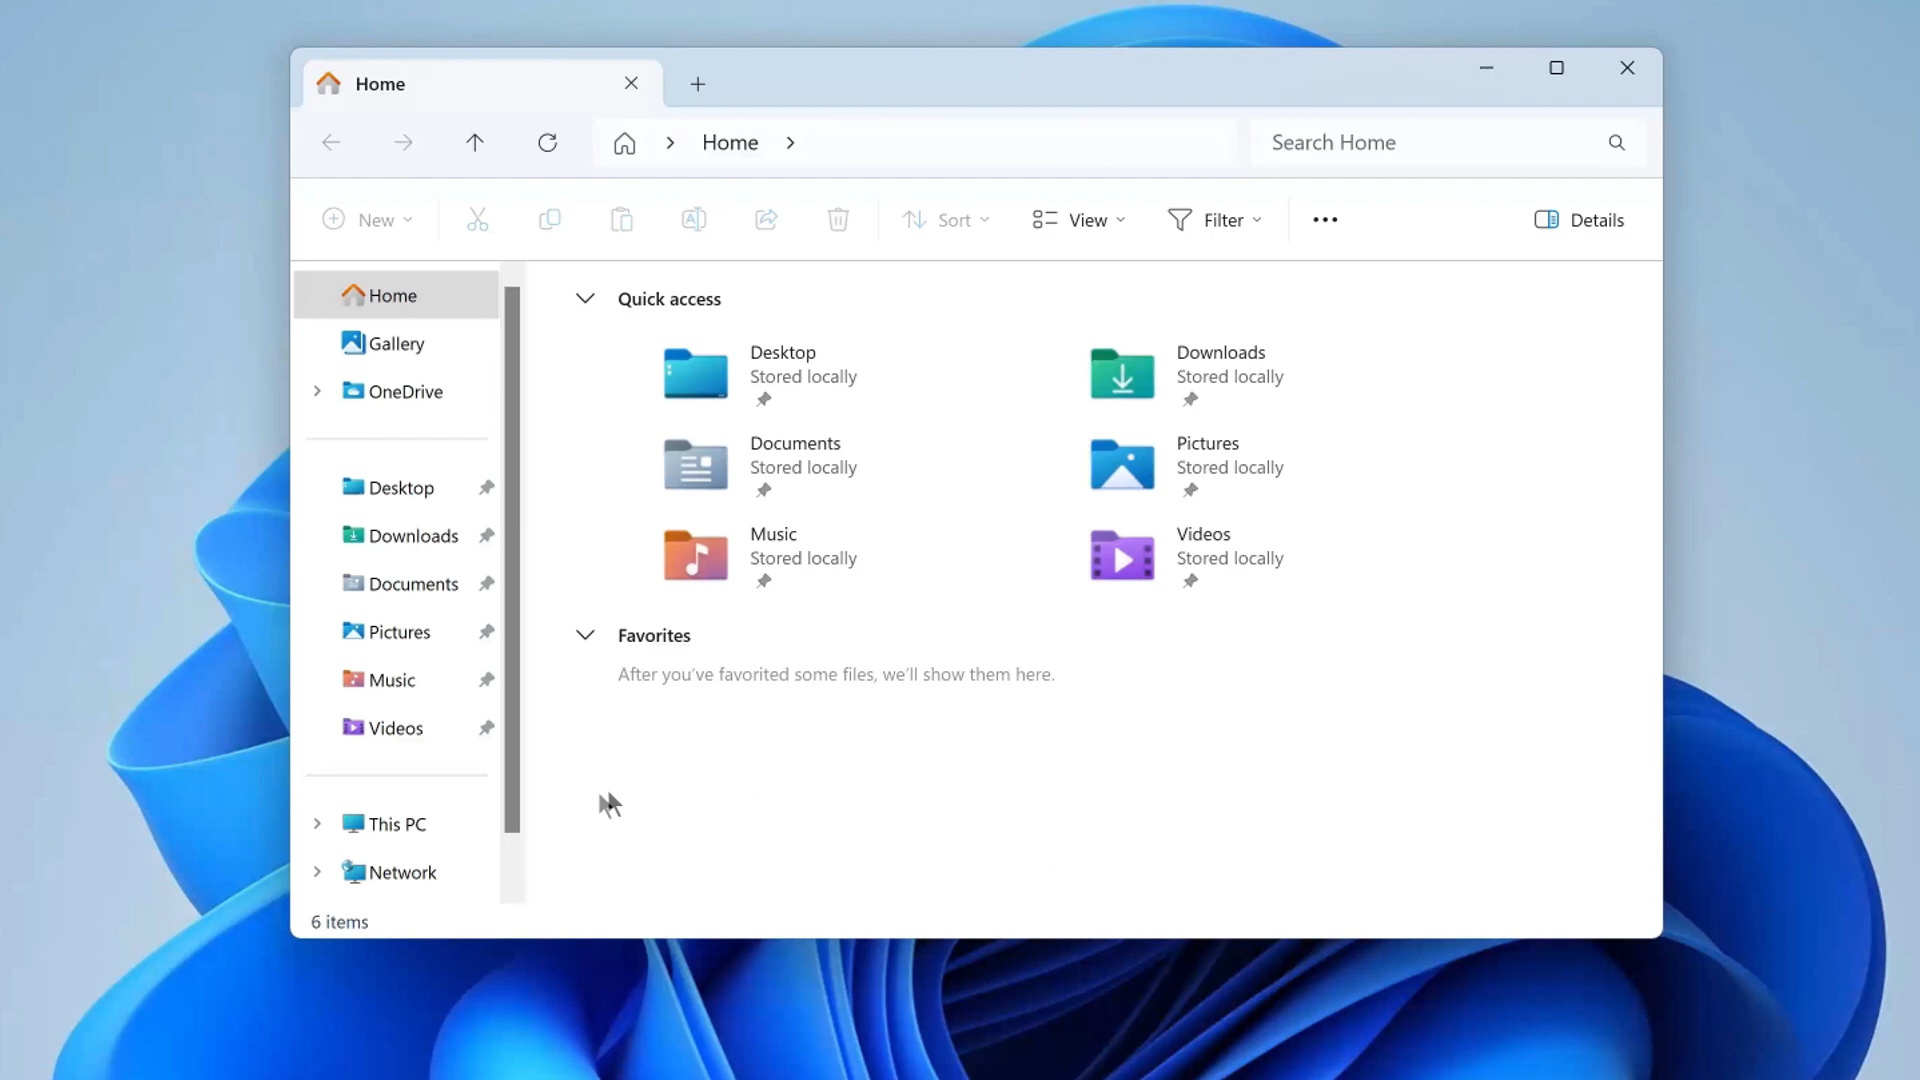 Home
Home
Search Home
New
Sort
View
Filter
Details
Home
Gallery
OneDrive
Desktop
Downloads
Documents
Pictures
Music
Videos
This PC
Network
Quick access
Desktop
Stored locally
Downloads
Stored locally
Documents
Stored locally
Pictures
Stored locally
Music
Stored locally
Videos
Stored locally
Favorites
After you've favorited some files, we'll show them here.
6 items